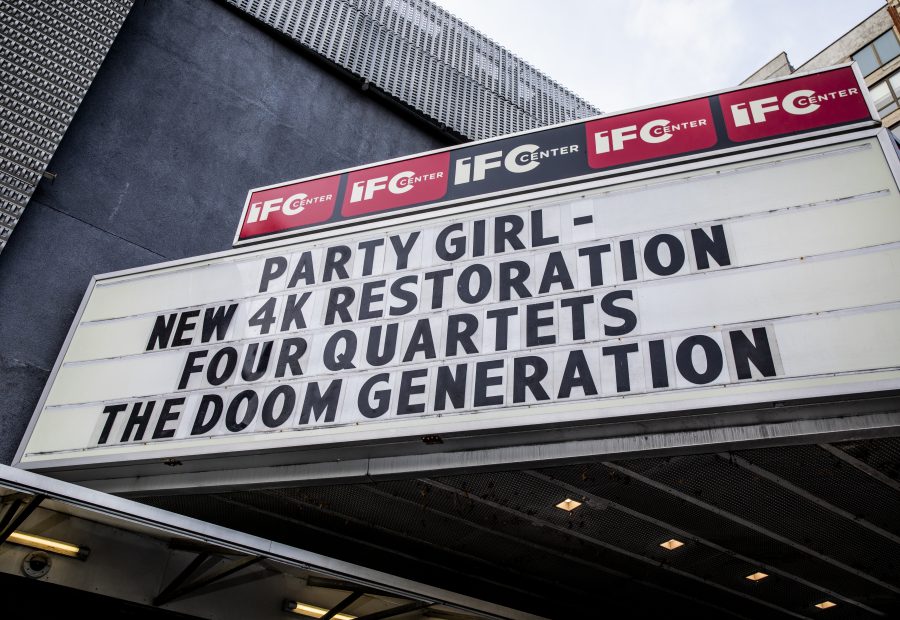 iFC CENTER iFC CENTER iFC CENTER iFC CENTER iFC CENTER
PARTY GIRL -
NEW 4K RESTORATION
FOUR QUARTETS
THE DOOM GENERATION